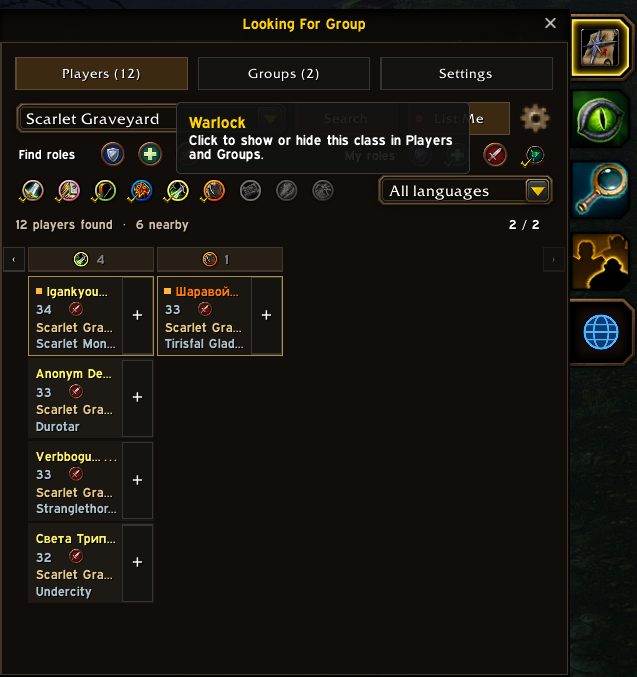 Looking For Group
Players (12)
Groups (2)
Settings
Scarlet Graveyard
Search
List Me
Warlock
Click to show or hide this class in Players
and Groups.
Find roles
My roles
All languages
12 players found · 6 nearby
2 / 2
4
1
Igankyou...
34
Scarlet Gra...
Scarlet Mon...
Шаравой...
33
Scarlet Gra...
Tirisfal Glad...
Anonym De...
33
Scarlet Gra...
Durotar
Verbbogu... ...
33
Scarlet Gra...
Stranglethor...
Света Трип...
32
Scarlet Gra...
Undercity